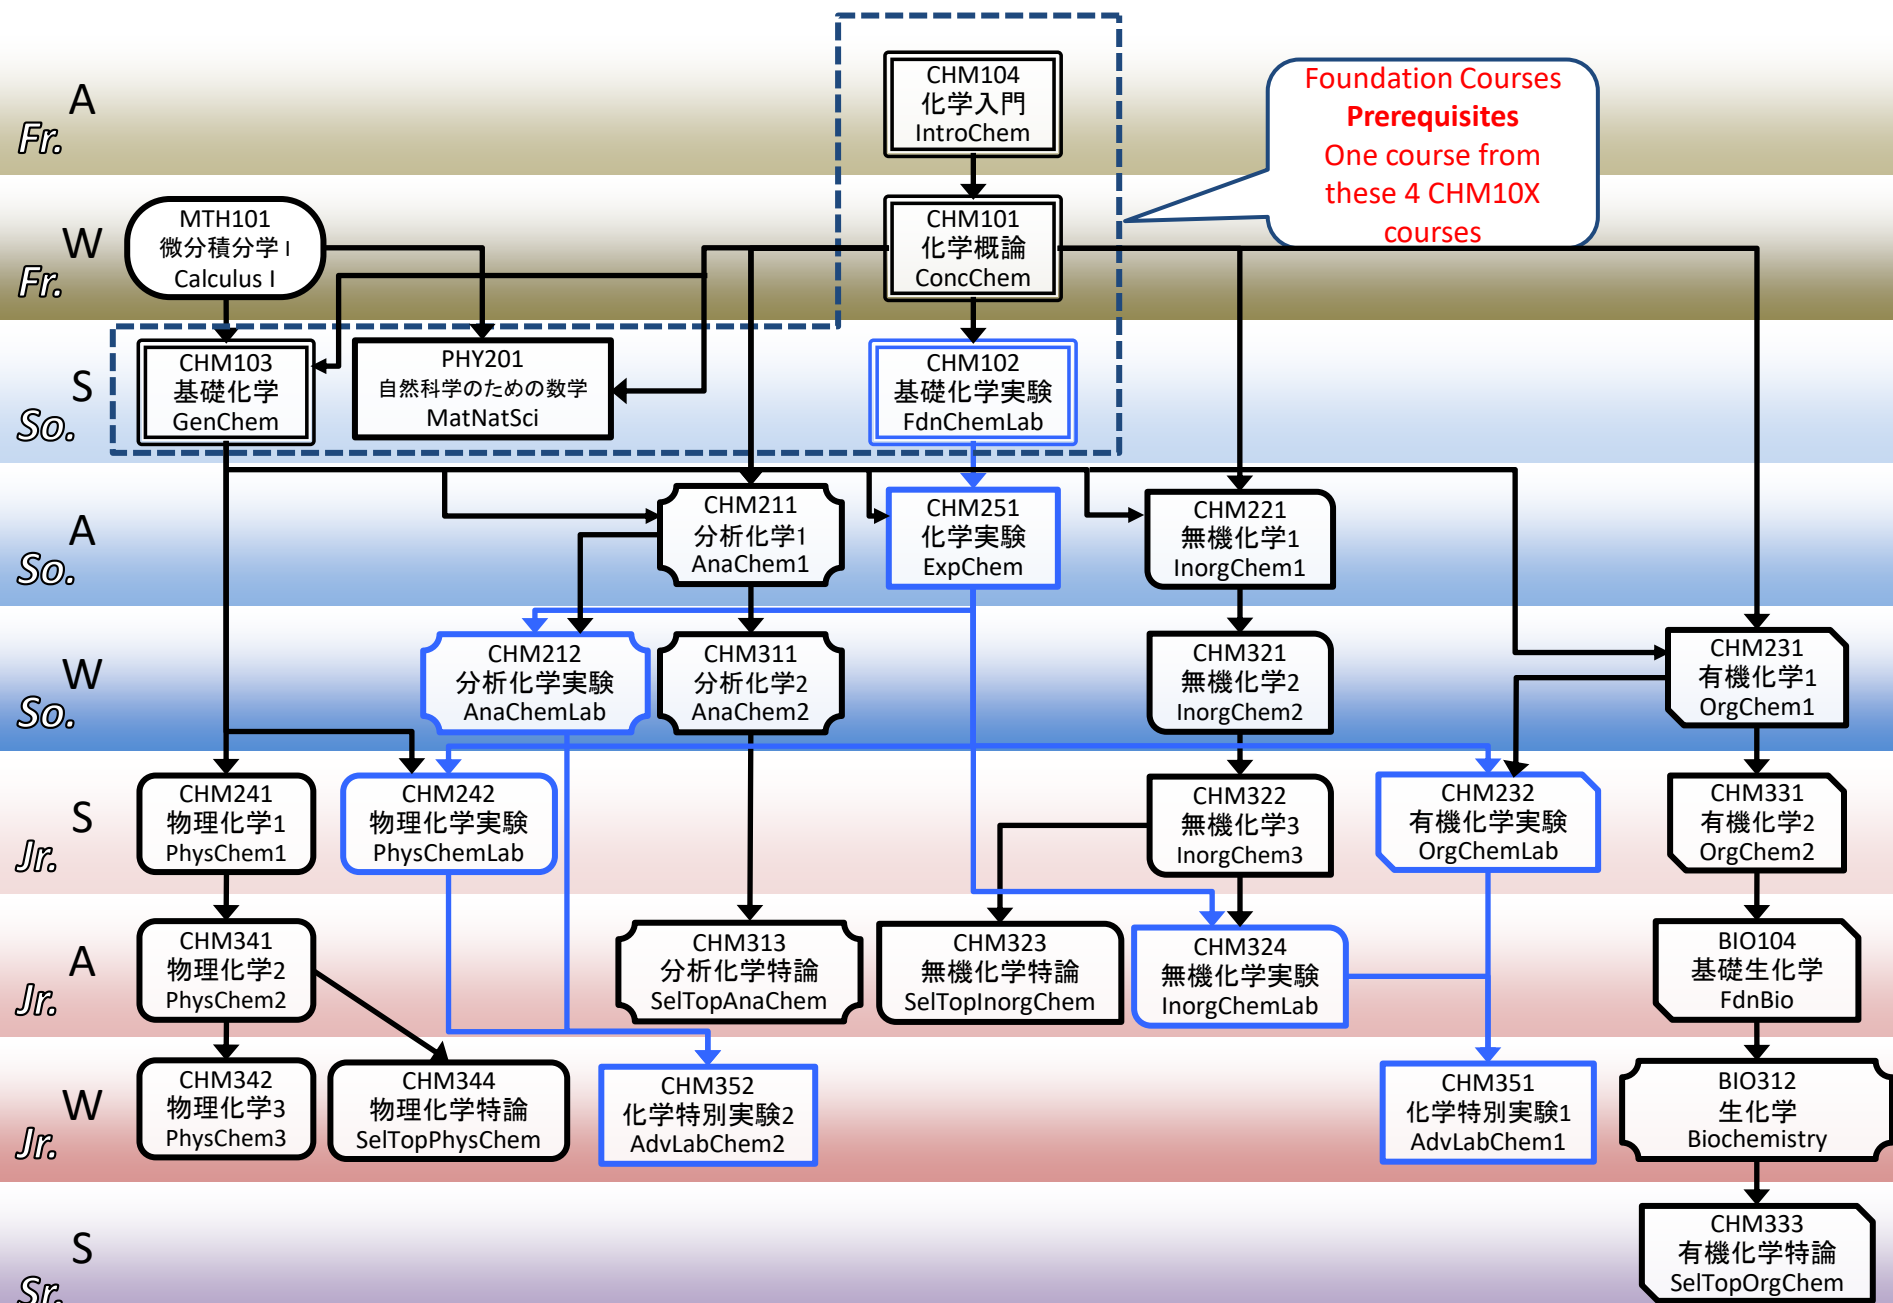 A
Fr.
CHM104
化学入門
IntroChem
Foundation Courses
Prerequisites
One course from
these 4 CHM10X
courses
W
Fr.
MTH101
微分積分学 I
Calculus I
CHM101
化学概論
ConcChem
S
So.
CHM103
基礎化学
GenChem
PHY201
自然科学のための数学
MatNatSci
CHM102
基礎化学実験
FdnChemLab
A
So.
CHM211
分析化学1
AnaChem1
CHM251
化学実験
ExpChem
CHM221
無機化学1
InorgChem1
W
So.
CHM212
分析化学実験
AnaChemLab
CHM311
分析化学2
AnaChem2
CHM321
無機化学2
InorgChem2
CHM231
有機化学1
OrgChem1
S
Jr.
CHM241
物理化学1
PhysChem1
CHM242
物理化学実験
PhysChemLab
CHM322
無機化学3
InorgChem3
CHM232
有機化学実験
OrgChemLab
CHM331
有機化学2
OrgChem2
A
Jr.
CHM341
物理化学2
PhysChem2
CHM313
分析化学特論
SelTopAnaChem
CHM323
無機化学特論
SelTopInorgChem
CHM324
無機化学実験
InorgChemLab
BIO104
基礎生化学
FdnBio
W
Jr.
CHM342
物理化学3
PhysChem3
CHM344
物理化学特論
SelTopPhysChem
CHM352
化学特別実験2
AdvLabChem2
CHM351
化学特別実験1
AdvLabChem1
BIO312
生化学
Biochemistry
S
Sr.
CHM333
有機化学特論
SelTopOrgChem